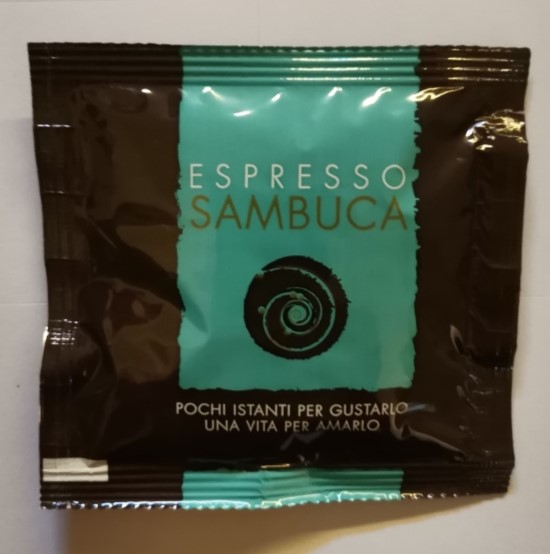 ESPRESSO
SAMBUCA
POCHI ISTANTI PER GUSTARLO
UNA VITA PER AMARLO